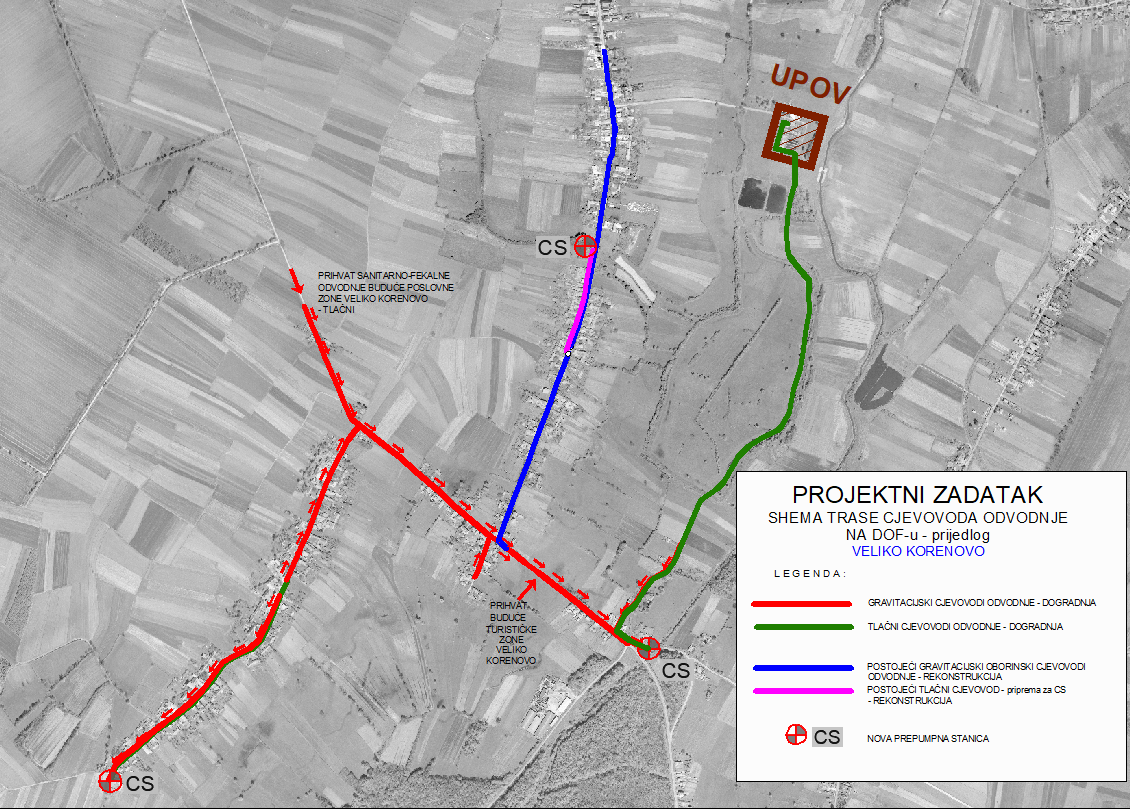 UPOV
CS
PRIHVAT SANITARNO-FEKALNE
ODVODNJE BUDUĆE POSLOVNE
ZONE VELIKO KORENOVO
- TLAČNI
PRIHVAT
BUDUĆE
TURISTIČKE
ZONE
VELIKO
KORENOVO
CS
CS
PROJEKTNI ZADATAK
SHEMA TRASE CJEVOVODA ODVODNJE
NA DOF-u - prijedlog
VELIKO KORENOVO
LEGENDA:
GRAVITACIJSKI CJEVOVODI ODVODNJE - DOGRADNJA
TLAČNI CJEVOVODI ODVODNJE - DOGRADNJA
POSTOJEĆI GRAVITACIJSKI OBORINSKI CJEVOVODI
ODVODNJE - REKONSTRUKCIJA
POSTOJEĆI TLAČNI CJEVOVOD - priprema za CS
- REKONSTRUKCIJA
CS
NOVA PREPUMPNA STANICA